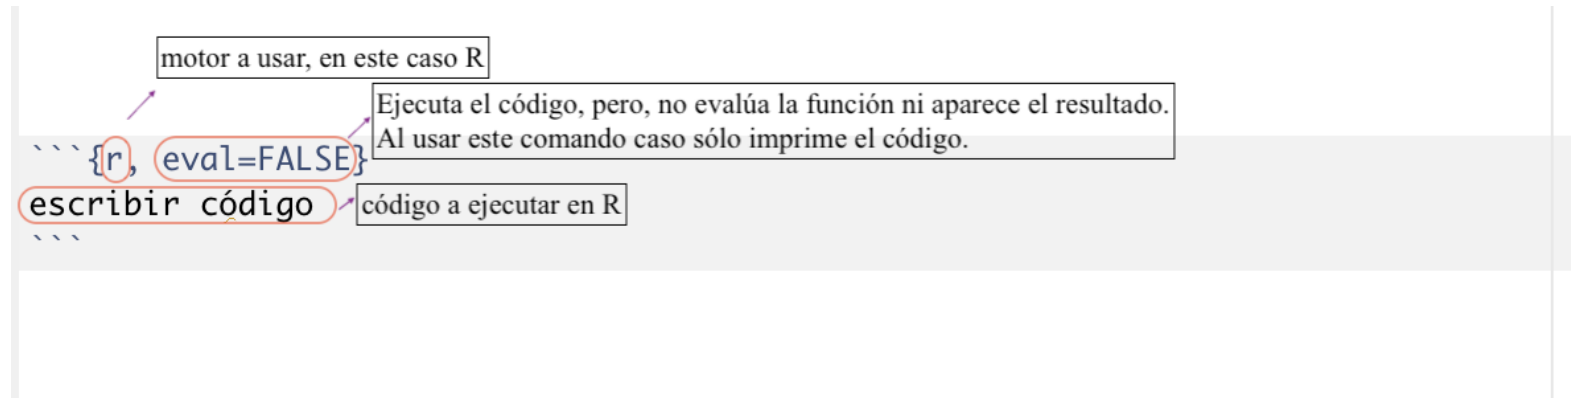 motor a usar, en este caso R
Ejecuta el código, pero, no evalúa la función ni aparece el resultado.
Al usar este comando caso sólo imprime el código.
```{r, eval=FALSE}
escribir código
código a ejecutar en R
```